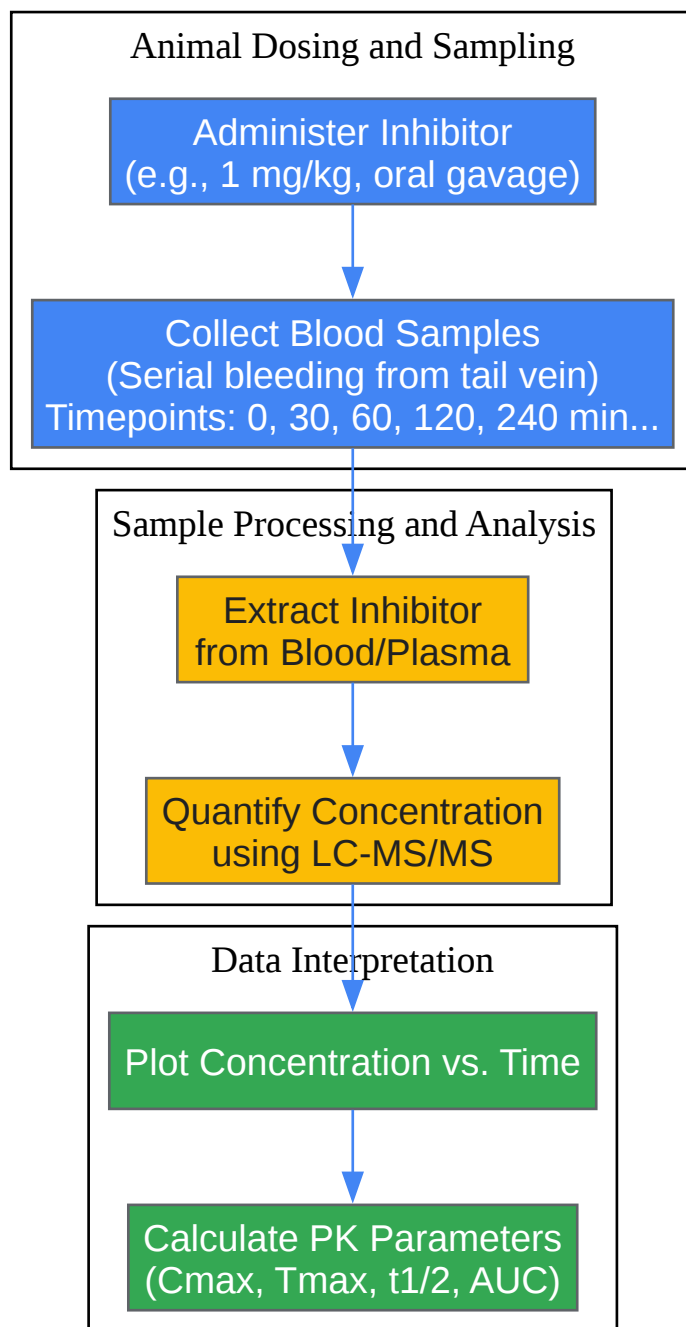 Animal Dosing and Sampling
Administer Inhibitor
(e.g., 1 mg/kg, oral gavage)
Collect Blood Samples
(Serial bleeding from tail vein)
Timepoints: 0, 30, 60, 120, 240 min...
Sample Processing and Analysis
Extract Inhibitor
from Blood/Plasma
Quantify Concentration
using LC-MS/MS
Data Interpretation
Plot Concentration vs. Time
Calculate PK Parameters
(Cmax, Tmax, t1/2, AUC)